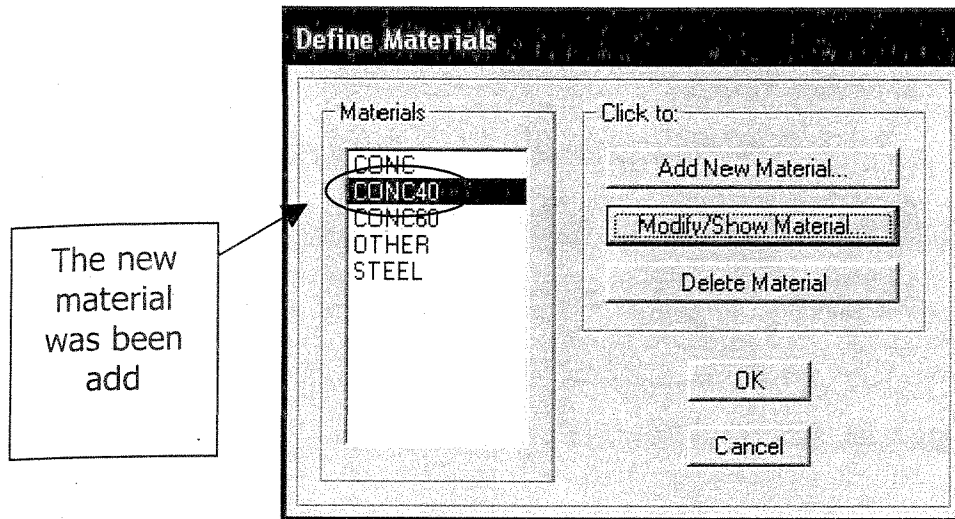 Define Materials
Materials
CONC
CONC40
CONC60
OTHER
STEEL
Click to:
Add New Material...
Modify/Show Material...
Delete Material
OK
Cancel
The new
material
was been
add